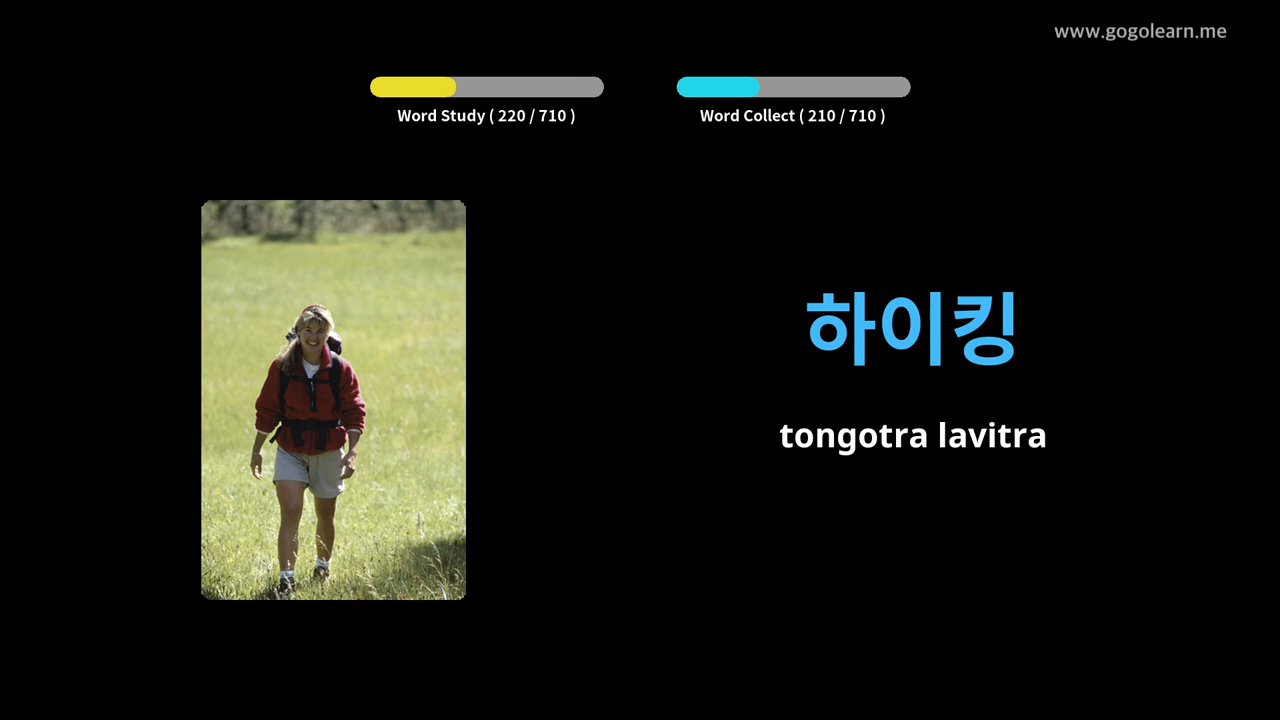 www.gogolearn.me
Word Study ( 220 / 710 )
Word Collect ( 210 / 710 )
하이킹
tongotra lavitra